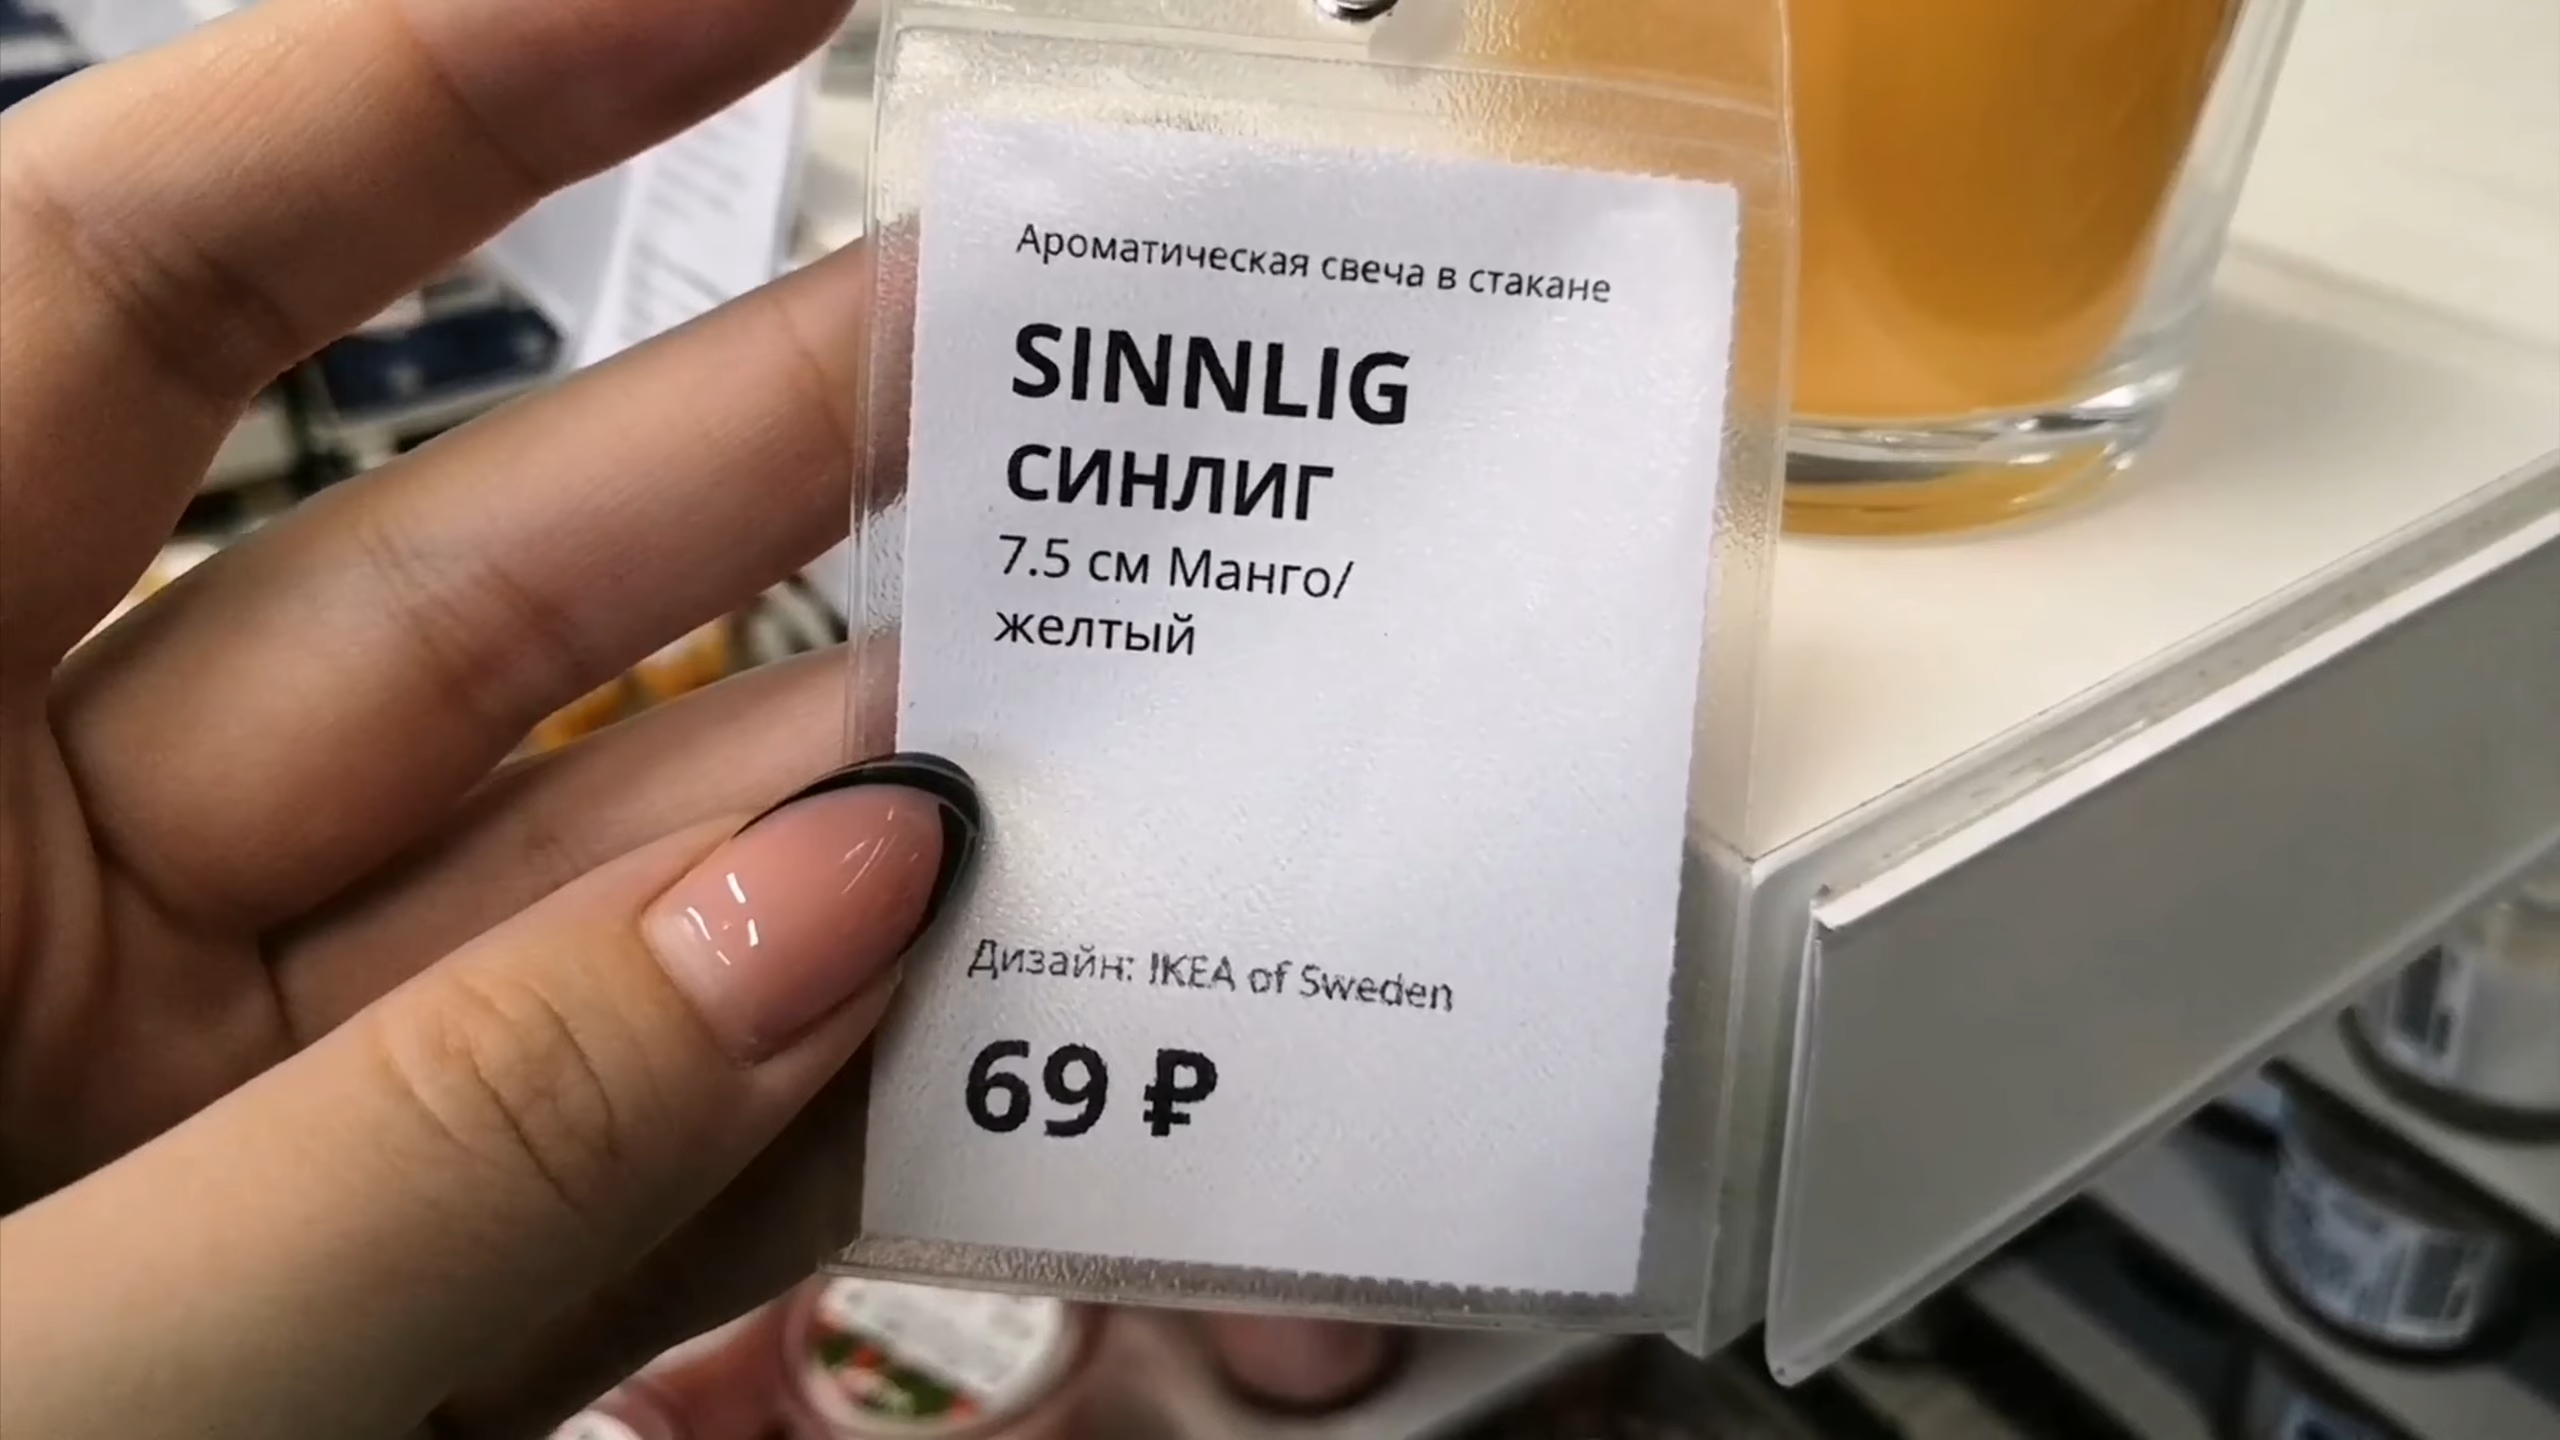 Ароматическая свеча в стакане
SINNLIG
СИНЛИГ
7.5 см Манго/
желтый
Дизайн: IKEA of Sweden
69 ₽